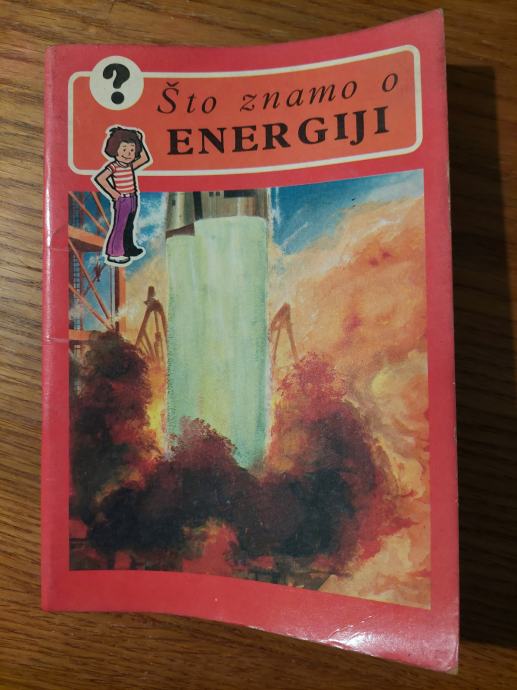 ?
Što znamo o
ENERGIJI